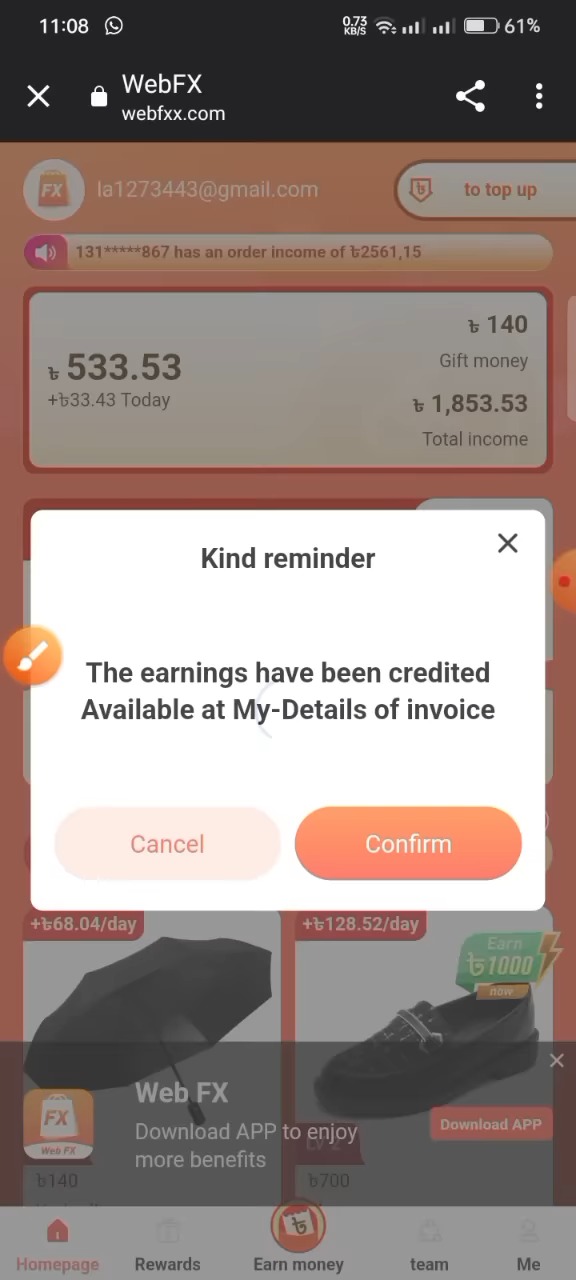 11:08
0.73
KB/S
61%
WebFX
webfxx.com
FX
la1273443@gmail.com
৳
to top up
131*****867 has an order income of ৳2561,15
৳ 140
Gift money
৳ 533.53
+৳33.43 Today
৳ 1,853.53
Total income
Kind reminder
The earnings have been credited
Available at My-Details of invoice
Cancel
Confirm
+৳68.04/day
+৳128.52/day
Earn
৳1000
now
FX
Web FX
Web FX
Download APP to enjoy
more benefits
Download APP
৳140
৳700
৳
Homepage
Rewards
Earn money
team
Me